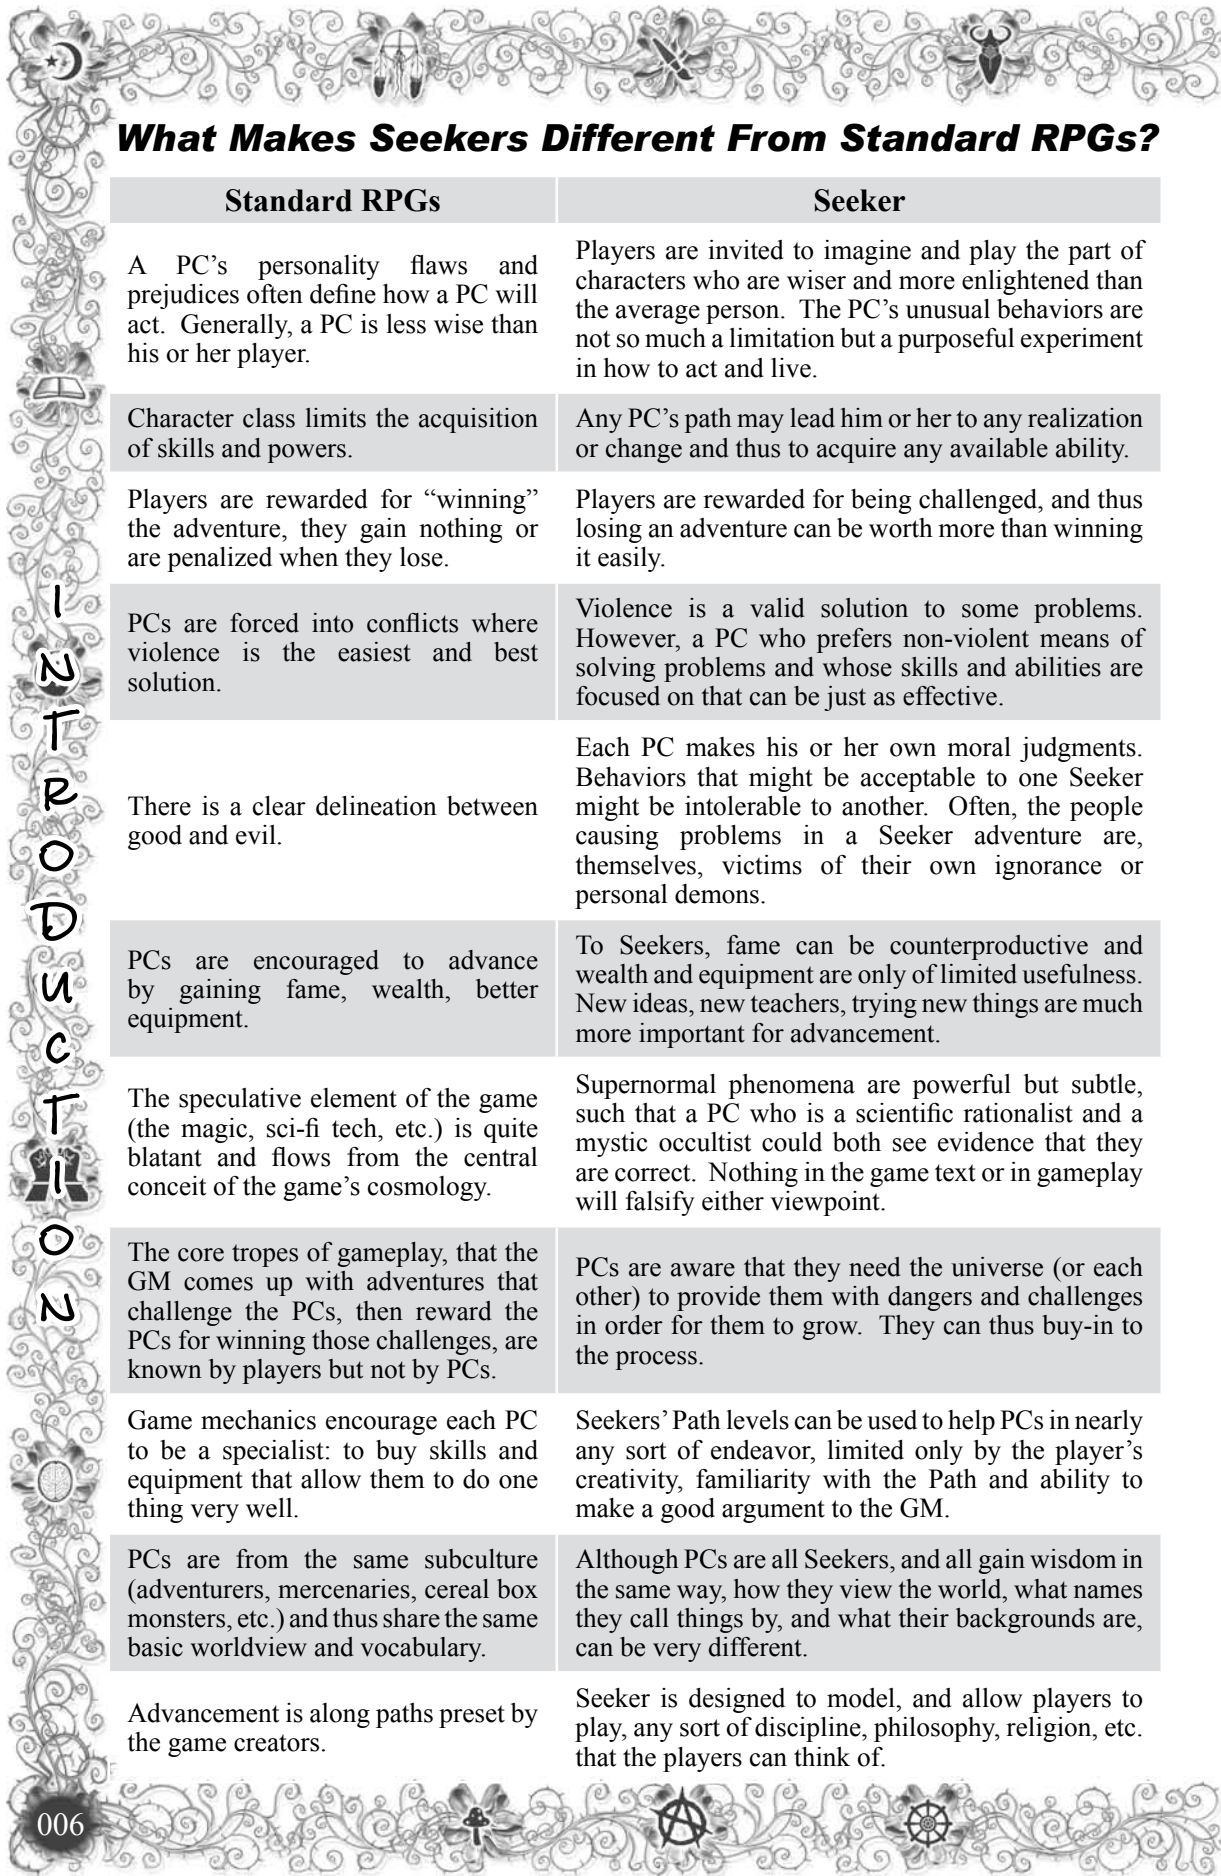 What Makes Seekers Different From Standard RPGs?
Standard RPGs
Seeker
A PC's personality flaws and
prejudices often define how a PC will
act.  Generally, a PC is less wise than
his or her player.
Players are invited to imagine and play the part of
characters who are wiser and more enlightened than
the average person.  The PC's unusual behaviors are
not so much a limitation but a purposeful experiment
in how to act and live.
Character class limits the acquisition
of skills and powers.
Any PC's path may lead him or her to any realization
or change and thus to acquire any available ability.
Players are rewarded for “winning”
the adventure, they gain nothing or
are penalized when they lose.
Players are rewarded for being challenged, and thus
losing an adventure can be worth more than winning
it easily.
PCs are forced into conflicts where
violence is the easiest and best
solution.
Violence is a valid solution to some problems.
However, a PC who prefers non-violent means of
solving problems and whose skills and abilities are
focused on that can be just as effective.
There is a clear delineation between
good and evil.
Each PC makes his or her own moral judgments.
Behaviors that might be acceptable to one Seeker
might be intolerable to another.  Often, the people
causing problems in a Seeker adventure are,
themselves, victims of their own ignorance or
personal demons.
PCs are encouraged to advance
by gaining fame, wealth, better
equipment.
To Seekers, fame can be counterproductive and
wealth and equipment are only of limited usefulness.
New ideas, new teachers, trying new things are much
more important for advancement.
The speculative element of the game
(the magic, sci-fi tech, etc.) is quite
blatant and flows from the central
conceit of the game's cosmology.
Supernormal phenomena are powerful but subtle,
such that a PC who is a scientific rationalist and a
mystic occultist could both see evidence that they
are correct.  Nothing in the game text or in gameplay
will falsify either viewpoint.
The core tropes of gameplay, that the
GM comes up with adventures that
challenge the PCs, then reward the
PCs for winning those challenges, are
known by players but not by PCs.
PCs are aware that they need the universe (or each
other) to provide them with dangers and challenges
in order for them to grow.  They can thus buy-in to
the process.
Game mechanics encourage each PC
to be a specialist: to buy skills and
equipment that allow them to do one
thing very well.
Seekers' Path levels can be used to help PCs in nearly
any sort of endeavor, limited only by the player's
creativity, familiarity with the Path and ability to
make a good argument to the GM.
PCs are from the same subculture
(adventurers, mercenaries, cereal box
monsters, etc.) and thus share the same
basic worldview and vocabulary.
Although PCs are all Seekers, and all gain wisdom in
the same way, how they view the world, what names
they call things by, and what their backgrounds are,
can be very different.
Advancement is along paths preset by
the game creators.
Seeker is designed to model, and allow players to
play, any sort of discipline, philosophy, religion, etc.
that the players can think of.
INTRODUCTION
006